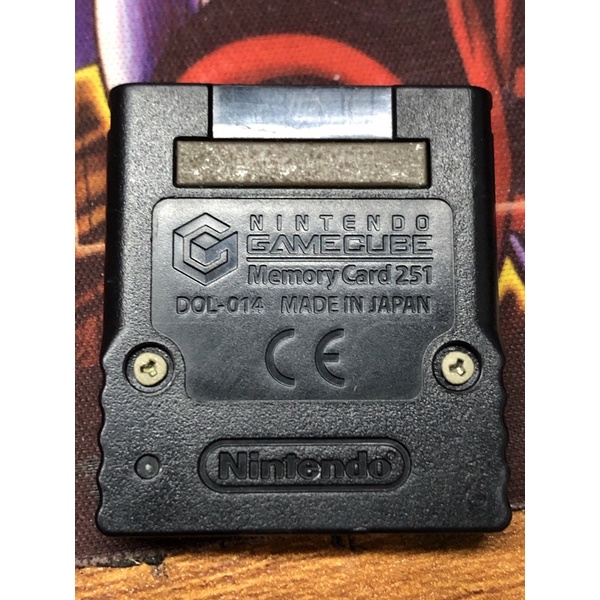 NINTENDO
GAMECUBE
Memory Card 251
DOL-014 MADE IN JAPAN
CE
Nintendo®